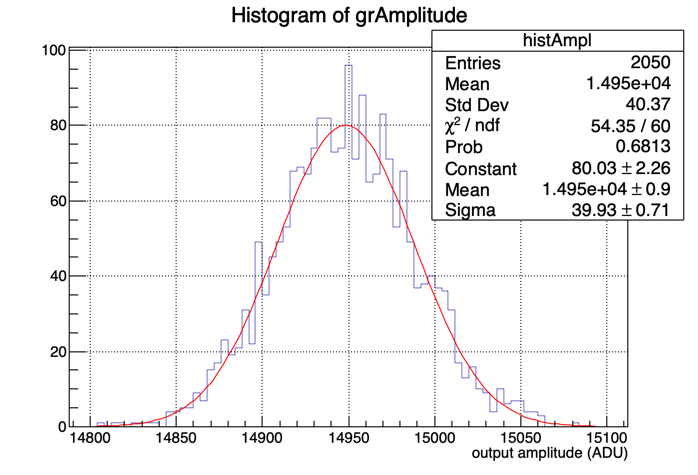 Histogram of grAmplitude
histAmpl
Entries 2050
Mean 1.495e+04
Std Dev 40.37
χ² / ndf 54.35 / 60
Prob 0.6813
Constant 80.03 ± 2.26
Mean 1.495e+04 ± 0.9
Sigma 39.93 ± 0.71
100
80
60
40
20
0
14800 14850 14900 14950 15000 15050 15100
output amplitude (ADU)